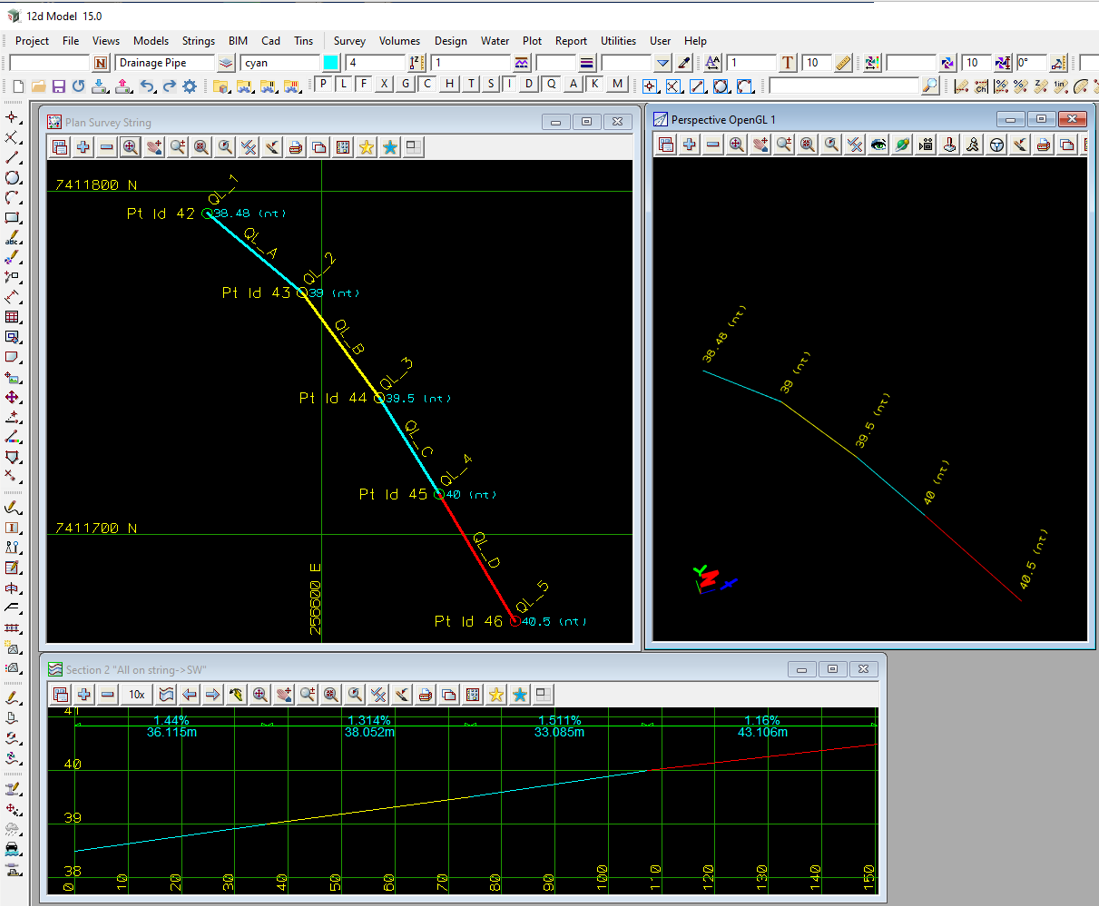 12d Model 15.0
Project File Views Models Strings BIM Cad Tins Survey Volumes Design Water Plot Report Utilities User Help
N Drainage Pipe cyan 4 1 T 1 10 10 0°
P L F X G C H T S I D Q A K M
Plan Survey String
7411800 N
QL_1
Pt Id 42 38.48 (nt)
QL_A
QL_2
Pt Id 43 39 (nt)
QL_B
QL_3
Pt Id 44 39.5 (nt)
QL_C
QL_4
Pt Id 45 40 (nt)
7411700 N
QL_D
256600 E
QL_5
Pt Id 46 40.5 (nt)
Perspective OpenGL 1
38.48 (nt)
39 (nt)
39.5 (nt)
40 (nt)
40.5 (nt)
Section 2 "All on string->SW"
10x
41
1.44% 1.314% 1.511% 1.16%
36.115m 38.052m 33.085m 43.106m
40
39
38
0 10 20 30 40 50 60 70 80 90 100 110 120 130 140 150